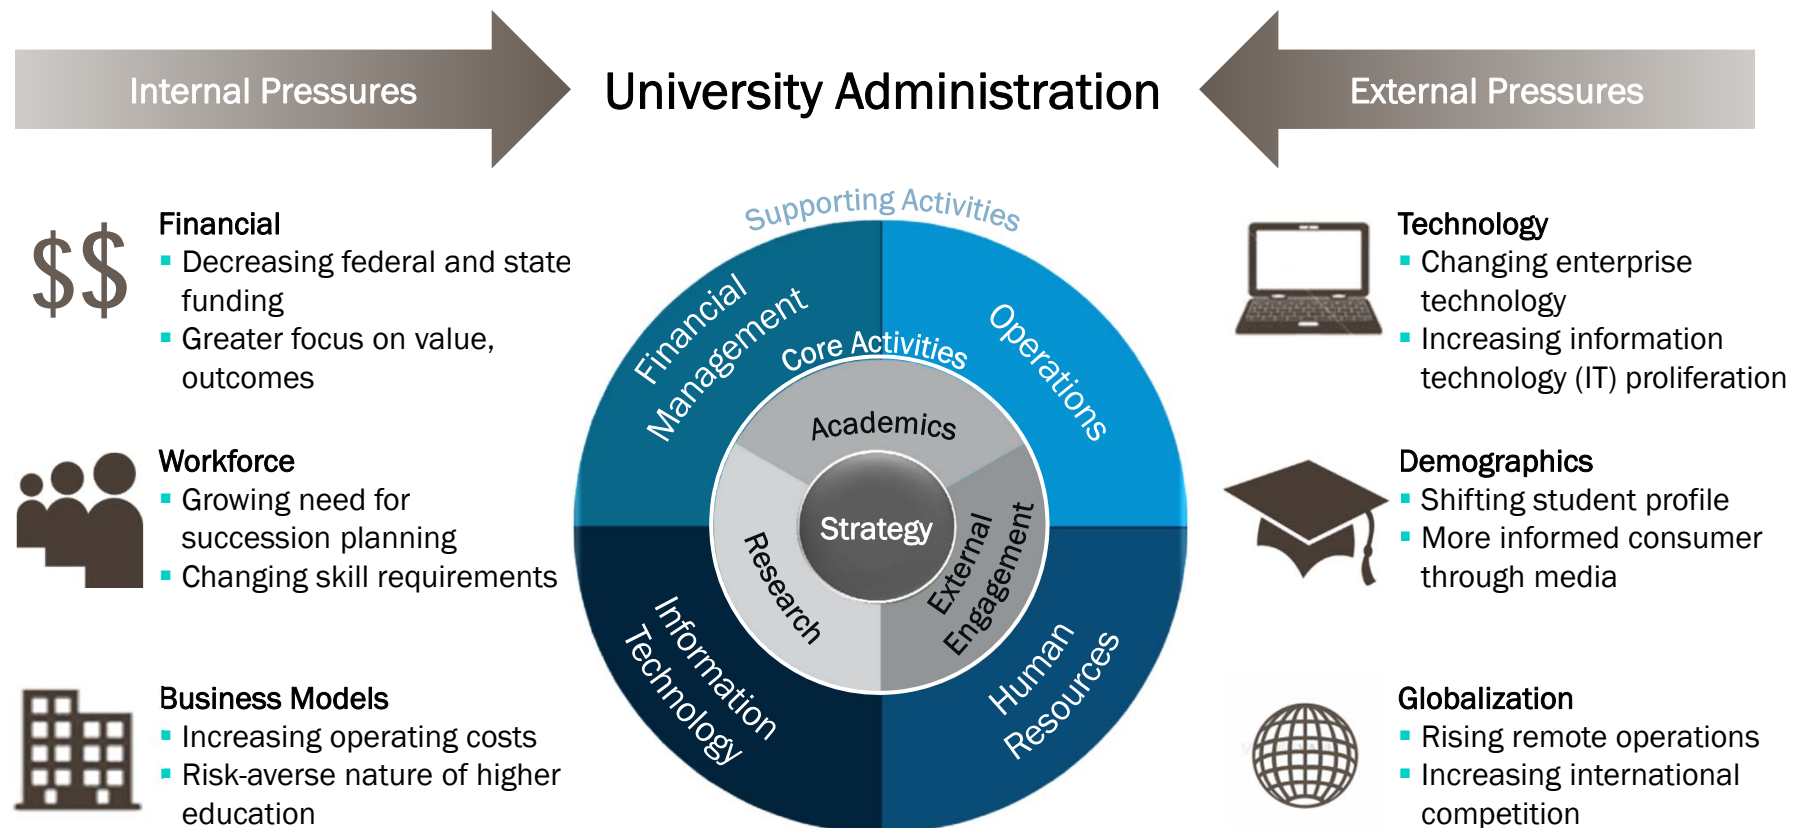 Internal Pressures
University Administration
External Pressures
Financial
Decreasing federal and state
funding
Greater focus on value,
outcomes
Workforce
Growing need for
succession planning
Changing skill requirements
Business Models
Increasing operating costs
Risk-averse nature of higher
education
Supporting Activities
Financial
Management
Operations
Core Activities
Academics
Strategy
Research
External
Engagement
Information
Technology
Human
Resources
Technology
Changing enterprise
technology
Increasing information
technology (IT) proliferation
Demographics
Shifting student profile
More informed consumer
through media
Globalization
Rising remote operations
Increasing international
competition